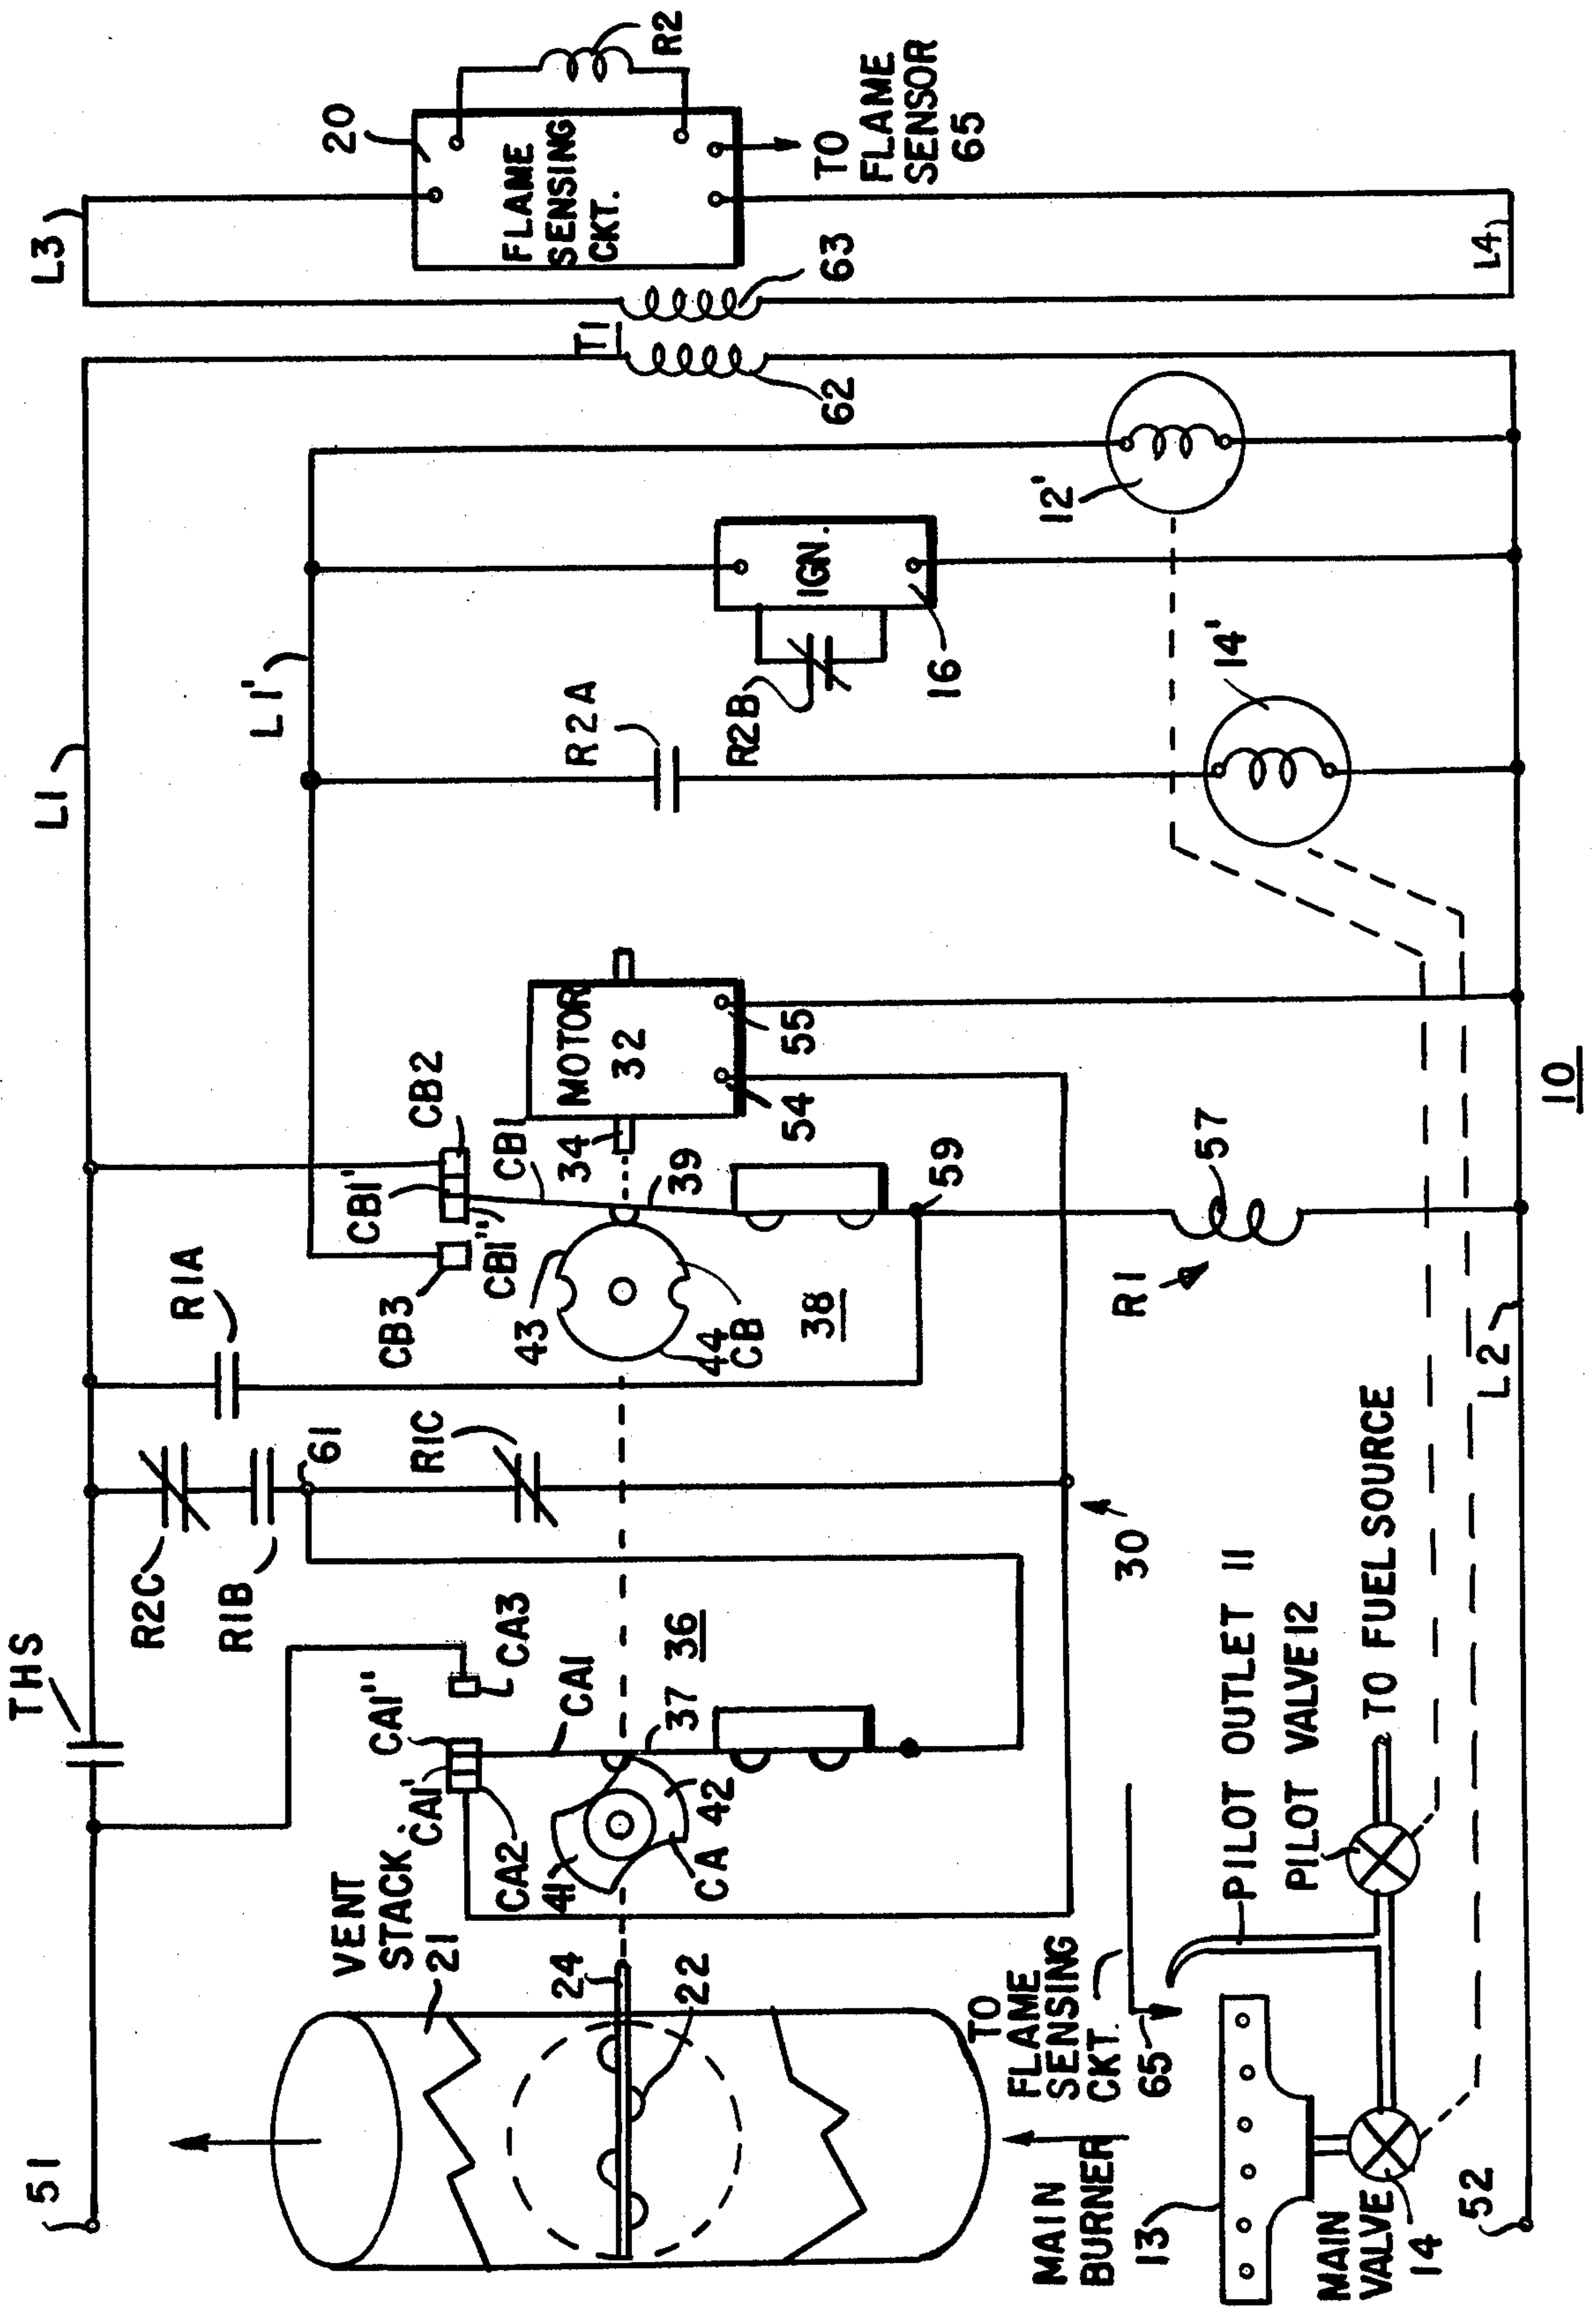 51
THS
L1
L3
R2C
R1B
61
R1A
L1'
VENT
STACK
21
CA1"
CA1'
CA2
CA3
CA1
36
37
42
41
CA
24
22
R1C
CB3
CB1"
CB1'
CB2
CB1
43
44
CB
38
39
34
MOTOR
32
54
55
59
57
R1
30
R2A
R2B
IGN.
16
12'
14'
T1
62
63
20
FLAME
SENSING
CKT.
R2
TO
FLAME
SENSOR
65
L4
TO
FLAME
SENSING
CKT.
65
MAIN
BURNER
13
MAIN
VALVE
14
PILOT OUTLET 11
PILOT VALVE 12
TO FUEL SOURCE
52
L2
10